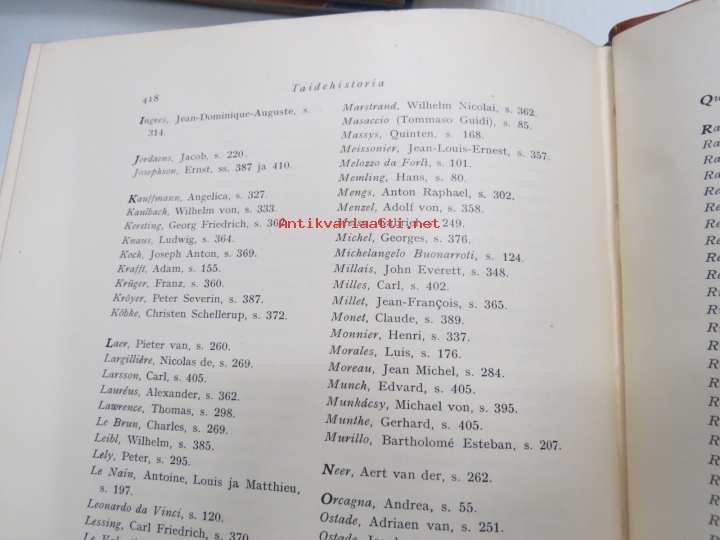 418
Taidehistoria
Ingres, Jean-Dominique-Auguste, s.
314.
Jordaens, Jacob, s. 220.
Josephson, Ernst, ss. 387 ja 410.
Kauffmann, Angelica, s. 327.
Kaulbach, Wilhelm von, s. 333.
Kersting, Georg Friedrich, s.
Knaus, Ludwig, s. 364.
Koch, Joseph Anton, s. 369.
Krafft, Adam, s. 155.
Krüger, Franz, s. 360.
Kröyer, Peter Severin, s. 387.
Köbke, Christen Schellerup, s. 372.
Laer, Pieter van, s. 260.
Largillière, Nicolas de, s. 269.
Larsson, Carl, s. 405.
Lauréus, Alexander, s. 362.
Lawrence, Thomas, s. 298.
Le Brun, Charles, s. 269.
Leibl, Wilhelm, s. 385.
Lely, Peter, s. 295.
Le Nain, Antoine, Louis ja Matthieu,
s. 197.
Leonardo da Vinci, s. 120.
Lessing, Carl Friedrich, s. 370.
Marstrand, Wilhelm Nicolai, s. 362.
Masaccio (Tommaso Guidi), s. 85.
Massys, Quinten, s. 168.
Meissonier, Jean-Louis-Ernest, s. 357.
Melozzo da Forlì, s. 101.
Memling, Hans, s. 80.
Mengs, Anton Raphael, s. 302.
Menzel, Adolf von, s. 358.
s. 249.
Michel, Georges, s. 376.
Michelangelo Buonarroti, s. 124.
Millais, John Everett, s. 348.
Milles, Carl, s. 402.
Millet, Jean-François, s. 365.
Monet, Claude, s. 389.
Monnier, Henri, s. 337.
Morales, Luis, s. 176.
Moreau, Jean Michel, s. 284.
Munch, Edvard, s. 405.
Munkácsy, Michael von, s. 395.
Munthe, Gerhard, s. 405.
Murillo, Bartholomé Esteban, s. 207.
Neer, Aert van der, s. 262.
Orcagna, Andrea, s. 55.
Ostade, Adriaen van, s. 251.
Antikvariaatti.net